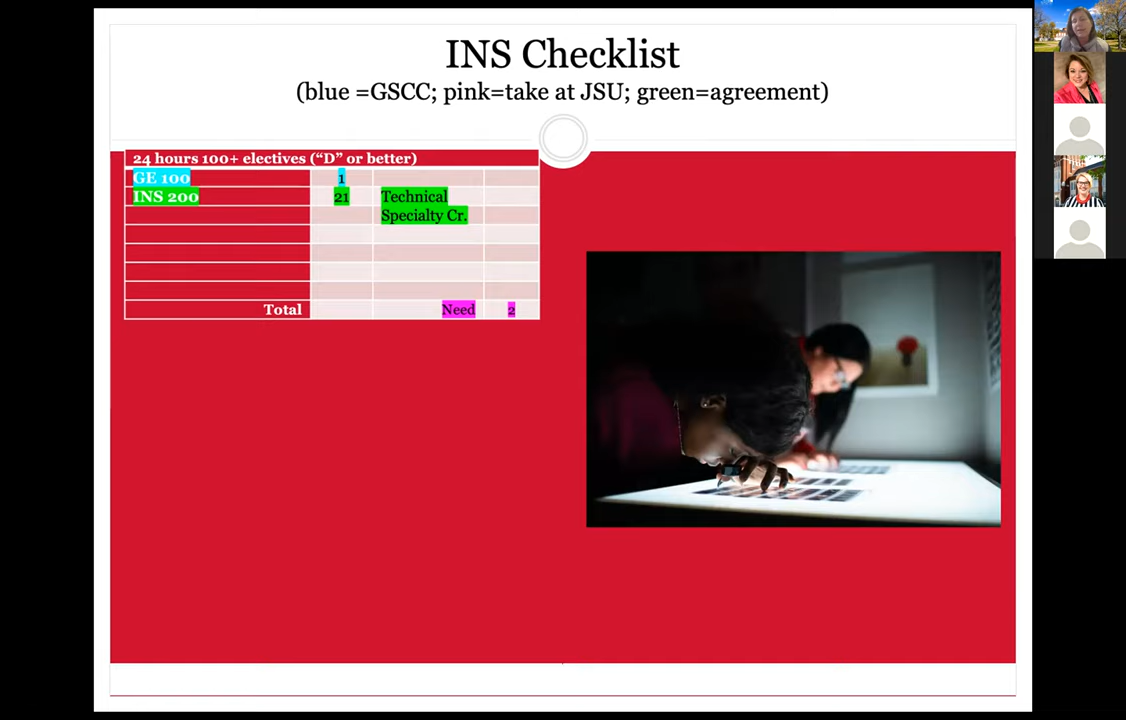 INS Checklist
(blue =GSCC; pink=take at JSU; green=agreement)
24 hours 100+ electives (“D” or better)
GE 100 1
INS 200 21 Technical
Specialty Cr.
Total Need 2